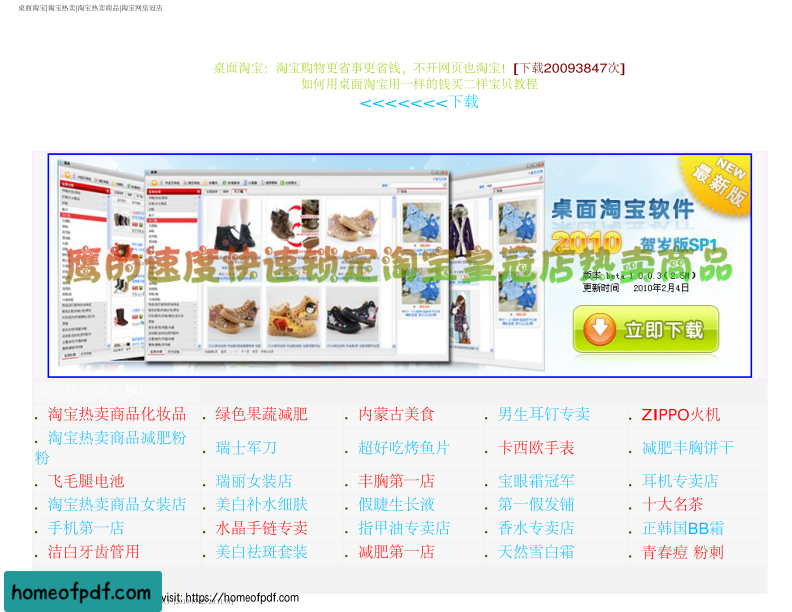 桌面淘宝|淘宝热卖|淘宝热卖商品|淘宝网皇冠店
桌面淘宝：淘宝购物更省事更省钱，不开网页也淘宝！【下载20093847次】
如何用桌面淘宝用一样的钱买二样宝贝教程
<<<<<<<下载
NEW
最新版
桌面淘宝软件
2010 贺岁版SP1
鹰的速度伊速锁定淘宝皇冠店热卖商品
版本 beta 1.0.0.3(2.5M)
更新时间 2010年2月4日
立即下载
. 淘宝热卖商品化妆品 . 绿色果蔬减肥 . 内蒙古美食 . 男生耳钉专卖 . ZIPPO火机
. 淘宝热卖商品减肥粉粉 . 瑞士军刀 . 超好吃烤鱼片 . 卡西欧手表 . 减肥丰胸饼干
. 飞毛腿电池 . 瑞丽女装店 . 丰胸第一店 . 宝眼霜冠军 . 耳机专卖店
. 淘宝热卖商品女装店 . 美白补水细肤 . 假睫生长液 . 第一假发铺 . 十大名茶
. 手机第一店 . 水晶手链专卖 . 指甲油专卖店 . 香水专卖店 . 正韩国BB霜
. 洁白牙齿管用 . 美白祛斑套装 . 减肥第一店 . 天然雪白霜 . 青春痘 粉刺
homeofpdf.com
visit: https://homeofpdf.com